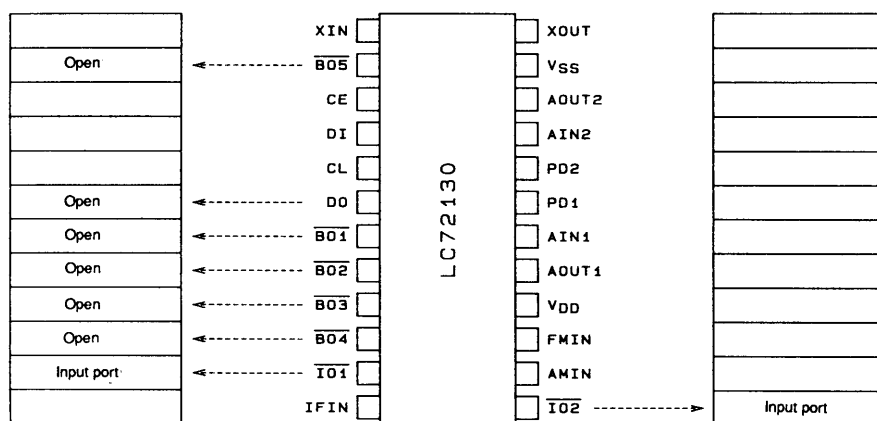 XIN XOUT
Open BO5 VSS
CE AOUT2
DI AIN2
CL PD2
Open DO PD1
Open BO1 AIN1
Open BO2 AOUT1
Open BO3 VDD
Open BO4 FMIN
Input port IO1 AMIN
IFIN IO2 Input port
LC72130